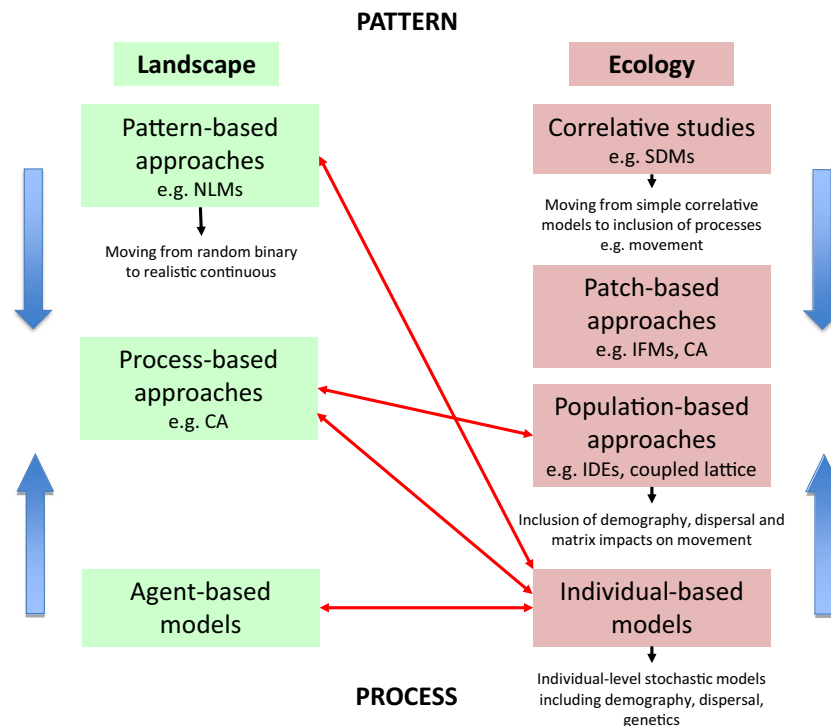 PATTERN
Landscape
Pattern-based
approaches
e.g. NLMs
Moving from random binary
to realistic continuous
Process-based
approaches
e.g. CA
Agent-based
models
Ecology
Correlative studies
e.g. SDMs
Moving from simple correlative
models to inclusion of processes
e.g. movement
Patch-based
approaches
e.g. IFMs, CA
Population-based
approaches
e.g. IDEs, coupled lattice
Inclusion of demography, dispersal and
matrix impacts on movement
Individual-based
models
Individual-level stochastic models
including demography, dispersal,
genetics
PROCESS